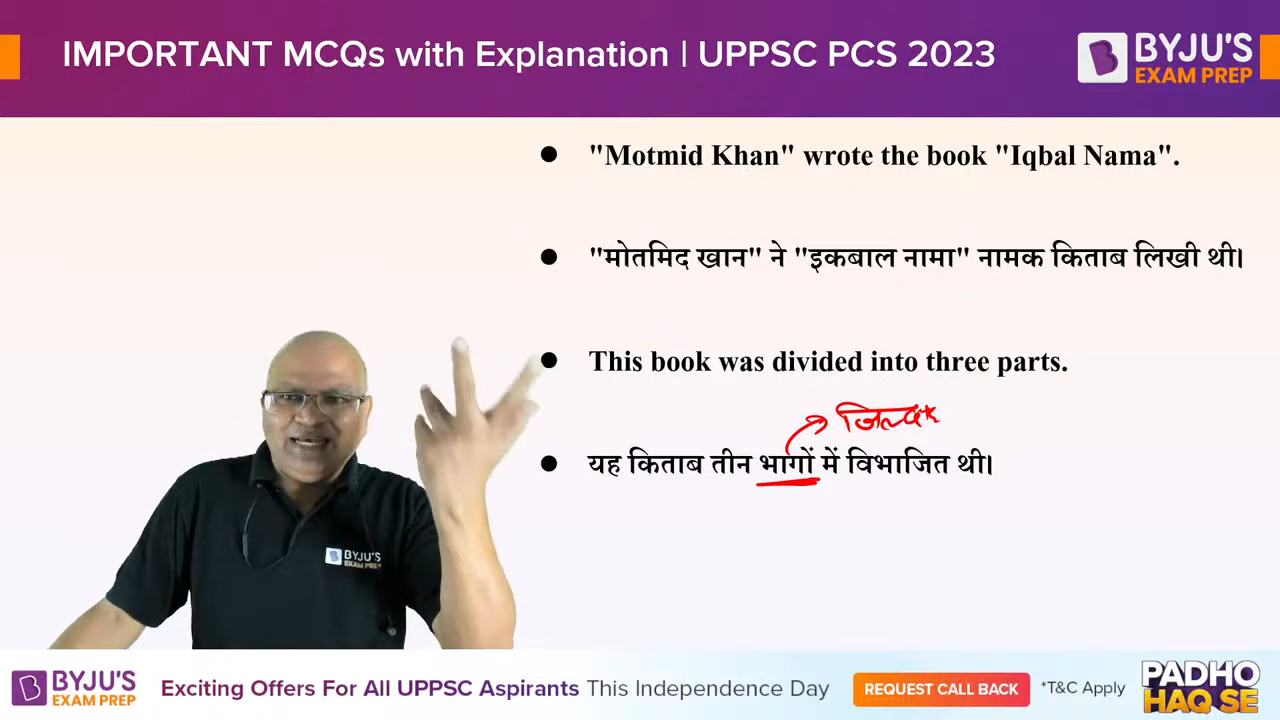 IMPORTANT MCQs with Explanation | UPPSC PCS 2023
BYJU'S
EXAM PREP
"Motmid Khan" wrote the book "Iqbal Nama".
"मोतमिद खान" ने "इकबाल नामा" नामक किताब लिखी थी।
This book was divided into three parts.
जिल्द*
यह किताब तीन भागों में विभाजित थी।
BYJU'S
EXAM PREP
BYJU'S
EXAM PREP
Exciting Offers For All UPPSC Aspirants This Independence Day
REQUEST CALL BACK
*T&C Apply
PADHO
HAQ SE